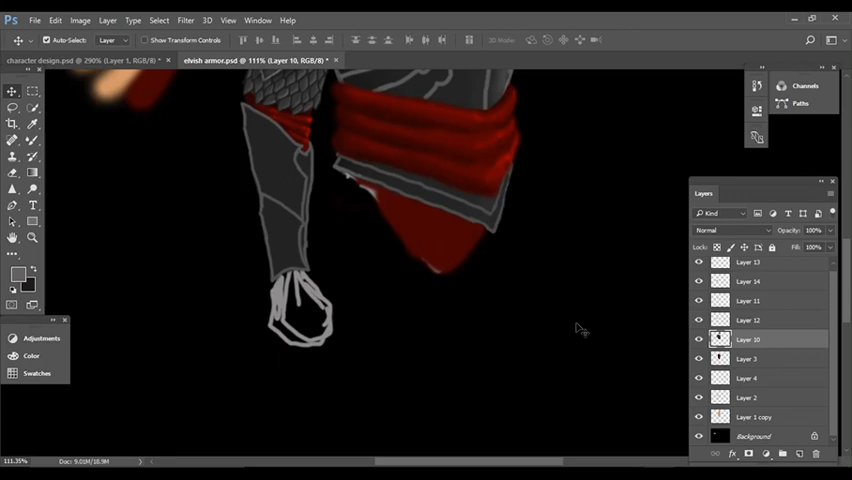 Ps File Edit Image Layer Type Select Filter 3D View Window Help
Auto-Select: Layer Show Transform Controls 3D Mode:
character design.psd @ 290% (Layer 1, RGB/8) * × elvish armor.psd @ 111% (Layer 10, RGB/8) * ×
Channels
Paths
Layers
Kind
Normal Opacity: 100%
Lock: Fill: 100%
Layer 13
Layer 14
Layer 11
Layer 12
Layer 10
Layer 3
Layer 4
Layer 2
Layer 1 copy
Background
Adjustments
Color
Swatches
111.35% Doc: 9.01M/18.9M